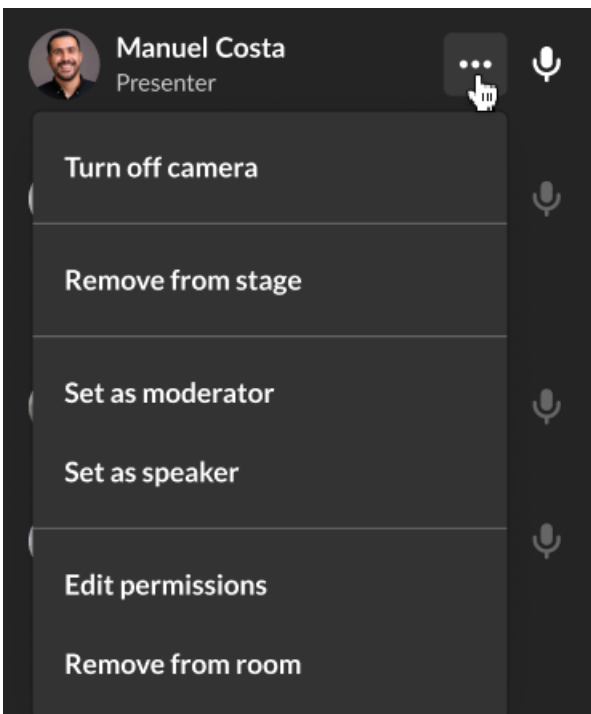 Manuel Costa
Presenter
Turn off camera
Remove from stage
Set as moderator
Set as speaker
Edit permissions
Remove from room